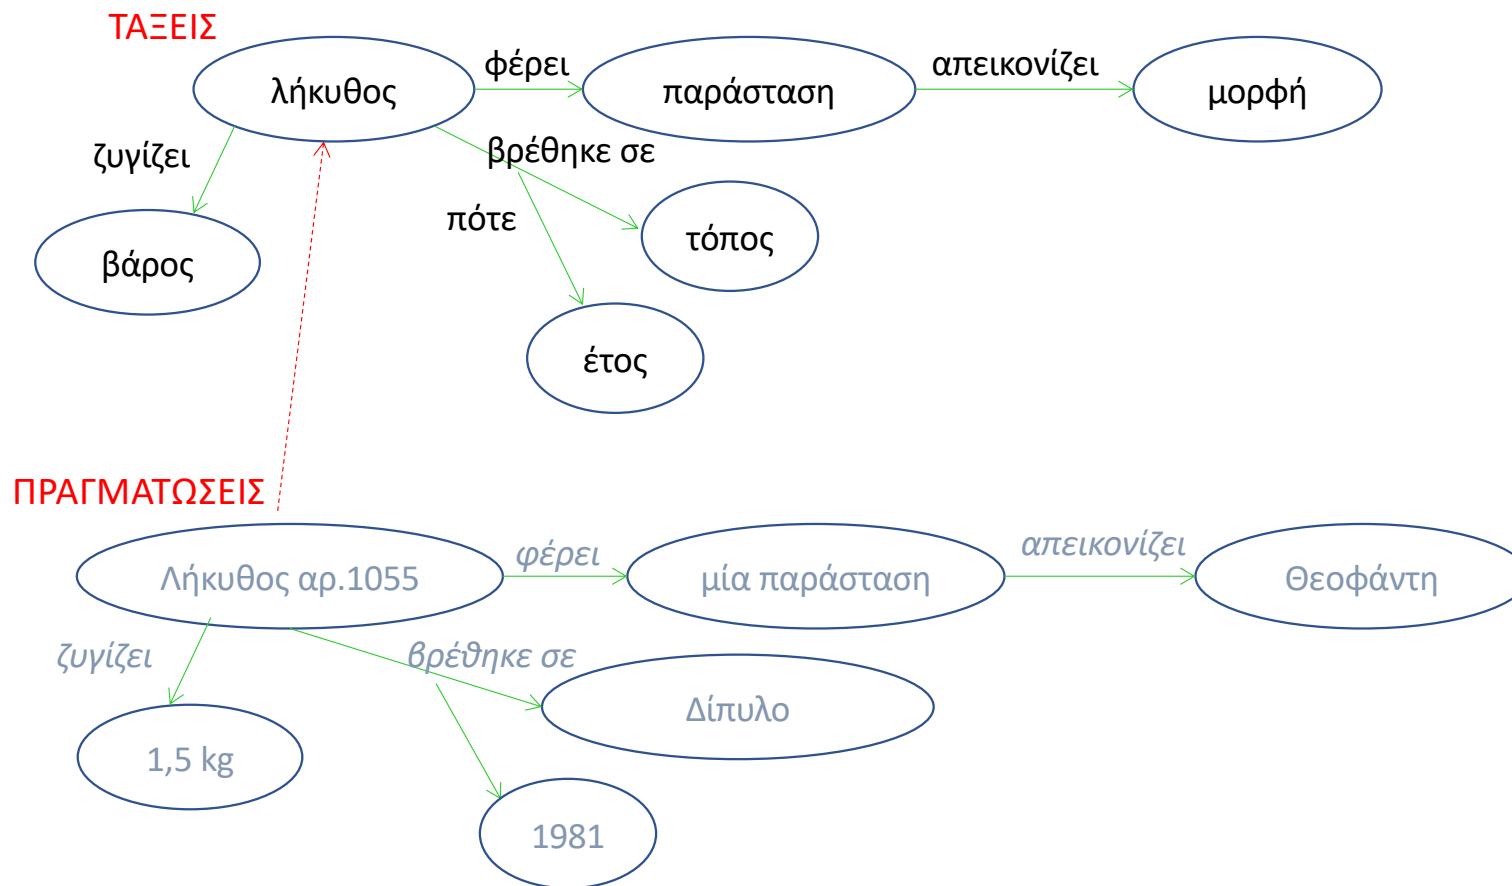 ΤΑΞΕΙΣ
λήκυθος
φέρει
παράσταση
απεικονίζει
μορφή
ζυγίζει
βρέθηκε σε
πότε
βάρος
τόπος
έτος
ΠΡΑΓΜΑΤΩΣΕΙΣ
Λήκυθος αρ.1055
φέρει
μία παράσταση
απεικονίζει
Θεοφάντη
ζυγίζει
βρέθηκε σε
Δίπυλο
1,5 kg
1981